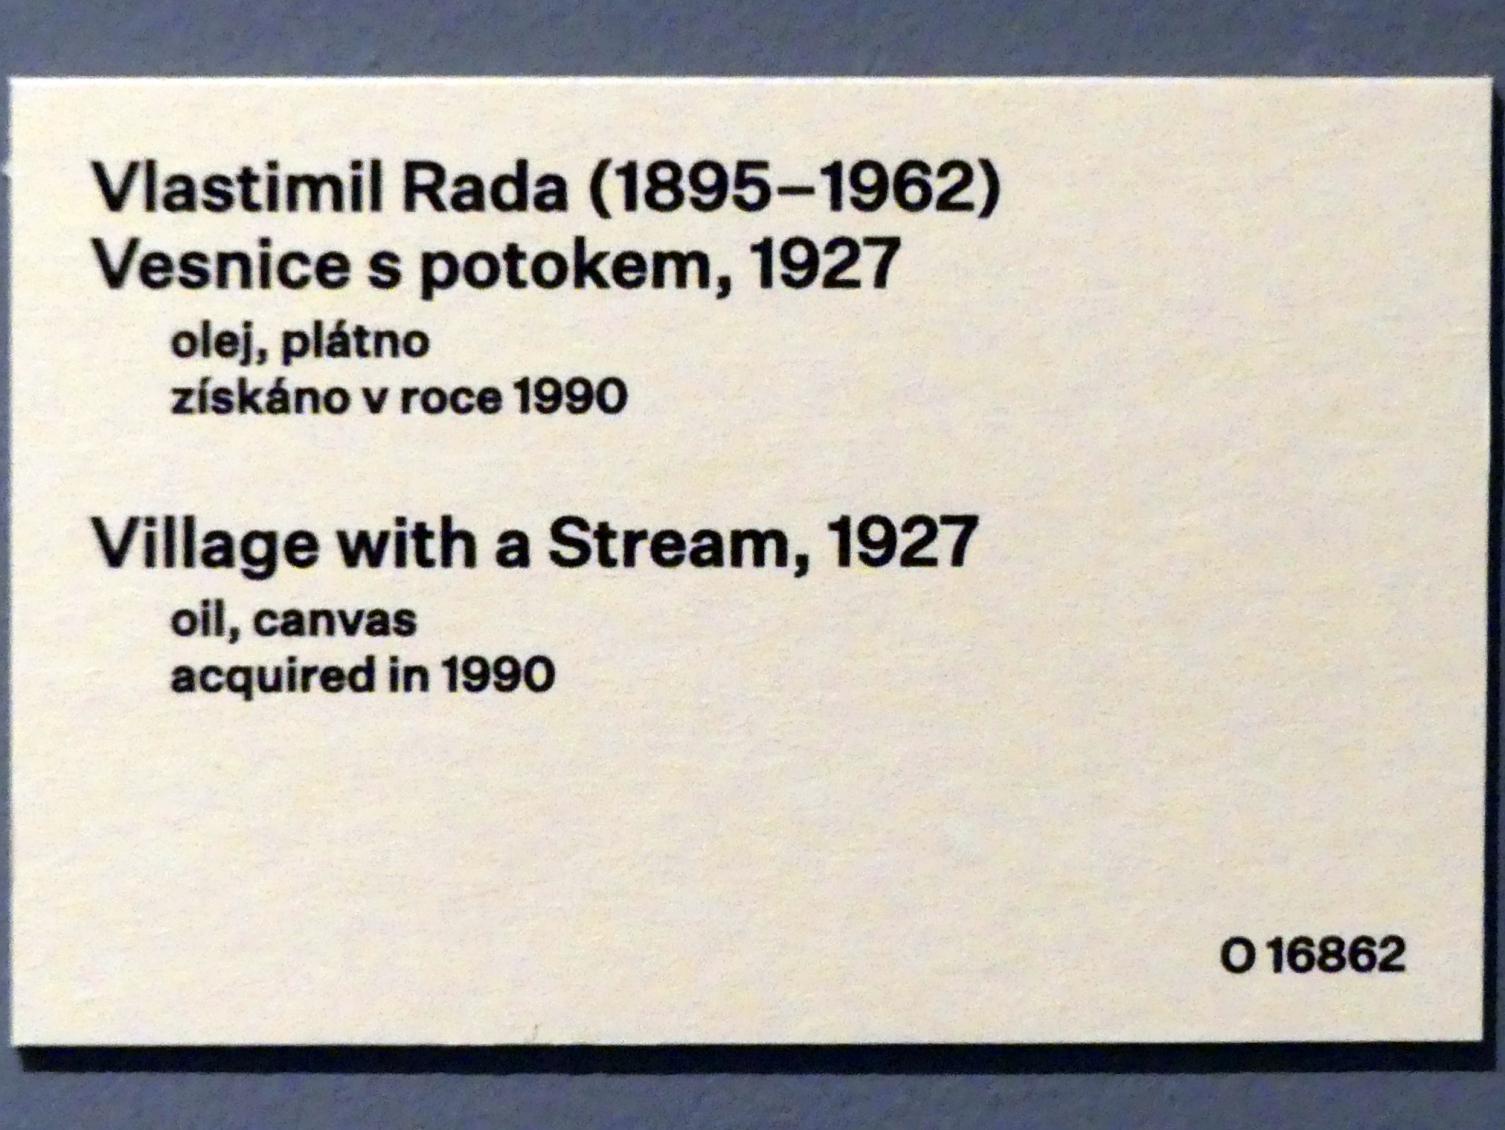 Vlastimil Rada (1895–1962)
Vesnice s potokem, 1927
olej, plátno
získáno v roce 1990
Village with a Stream, 1927
oil, canvas
acquired in 1990
O 16862